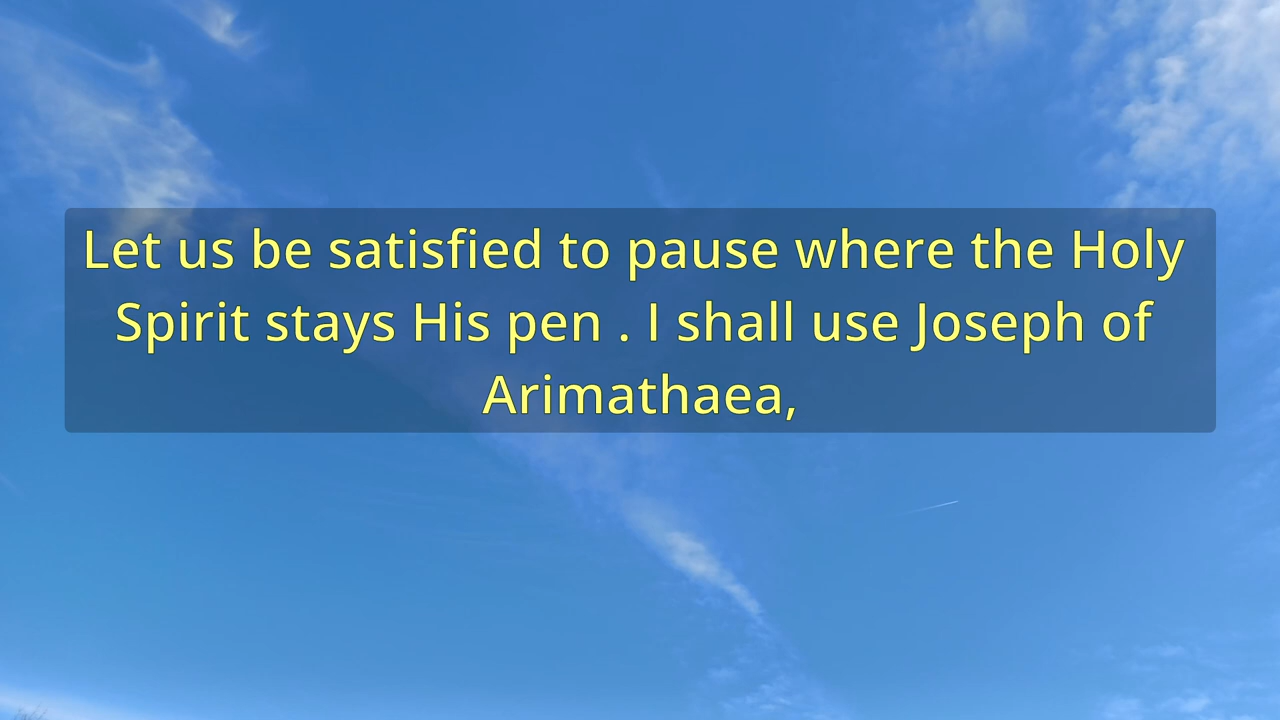 Let us be satisfied to pause where the Holy
Spirit stays His pen . I shall use Joseph of
Arimathaea,